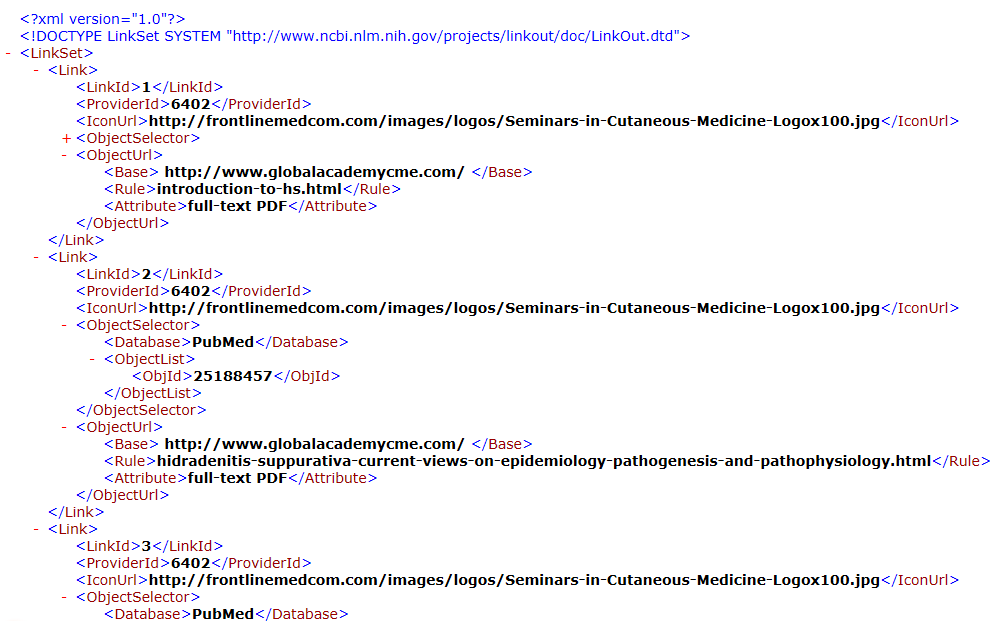 <?xml version="1.0"?>
<!DOCTYPE LinkSet SYSTEM "http://www.ncbi.nlm.nih.gov/projects/linkout/doc/LinkOut.dtd">
- <LinkSet>
- <Link>
<LinkId>1</LinkId>
<ProviderId>6402</ProviderId>
<IconUrl>http://frontlinemedcom.com/images/logos/Seminars-in-Cutaneous-Medicine-Logox100.jpg</IconUrl>
+ <ObjectSelector>
- <ObjectUrl>
<Base> http://www.globalacademycme.com/ </Base>
<Rule>introduction-to-hs.html</Rule>
<Attribute>full-text PDF</Attribute>
</ObjectUrl>
</Link>
- <Link>
<LinkId>2</LinkId>
<ProviderId>6402</ProviderId>
<IconUrl>http://frontlinemedcom.com/images/logos/Seminars-in-Cutaneous-Medicine-Logox100.jpg</IconUrl>
- <ObjectSelector>
<Database>PubMed</Database>
- <ObjectList>
<ObjId>25188457</ObjId>
</ObjectList>
</ObjectSelector>
- <ObjectUrl>
<Base> http://www.globalacademycme.com/ </Base>
<Rule>hidradenitis-suppurativa-current-views-on-epidemiology-pathogenesis-and-pathophysiology.html</Rule>
<Attribute>full-text PDF</Attribute>
</ObjectUrl>
</Link>
- <Link>
<LinkId>3</LinkId>
<ProviderId>6402</ProviderId>
<IconUrl>http://frontlinemedcom.com/images/logos/Seminars-in-Cutaneous-Medicine-Logox100.jpg</IconUrl>
- <ObjectSelector>
<Database>PubMed</Database>